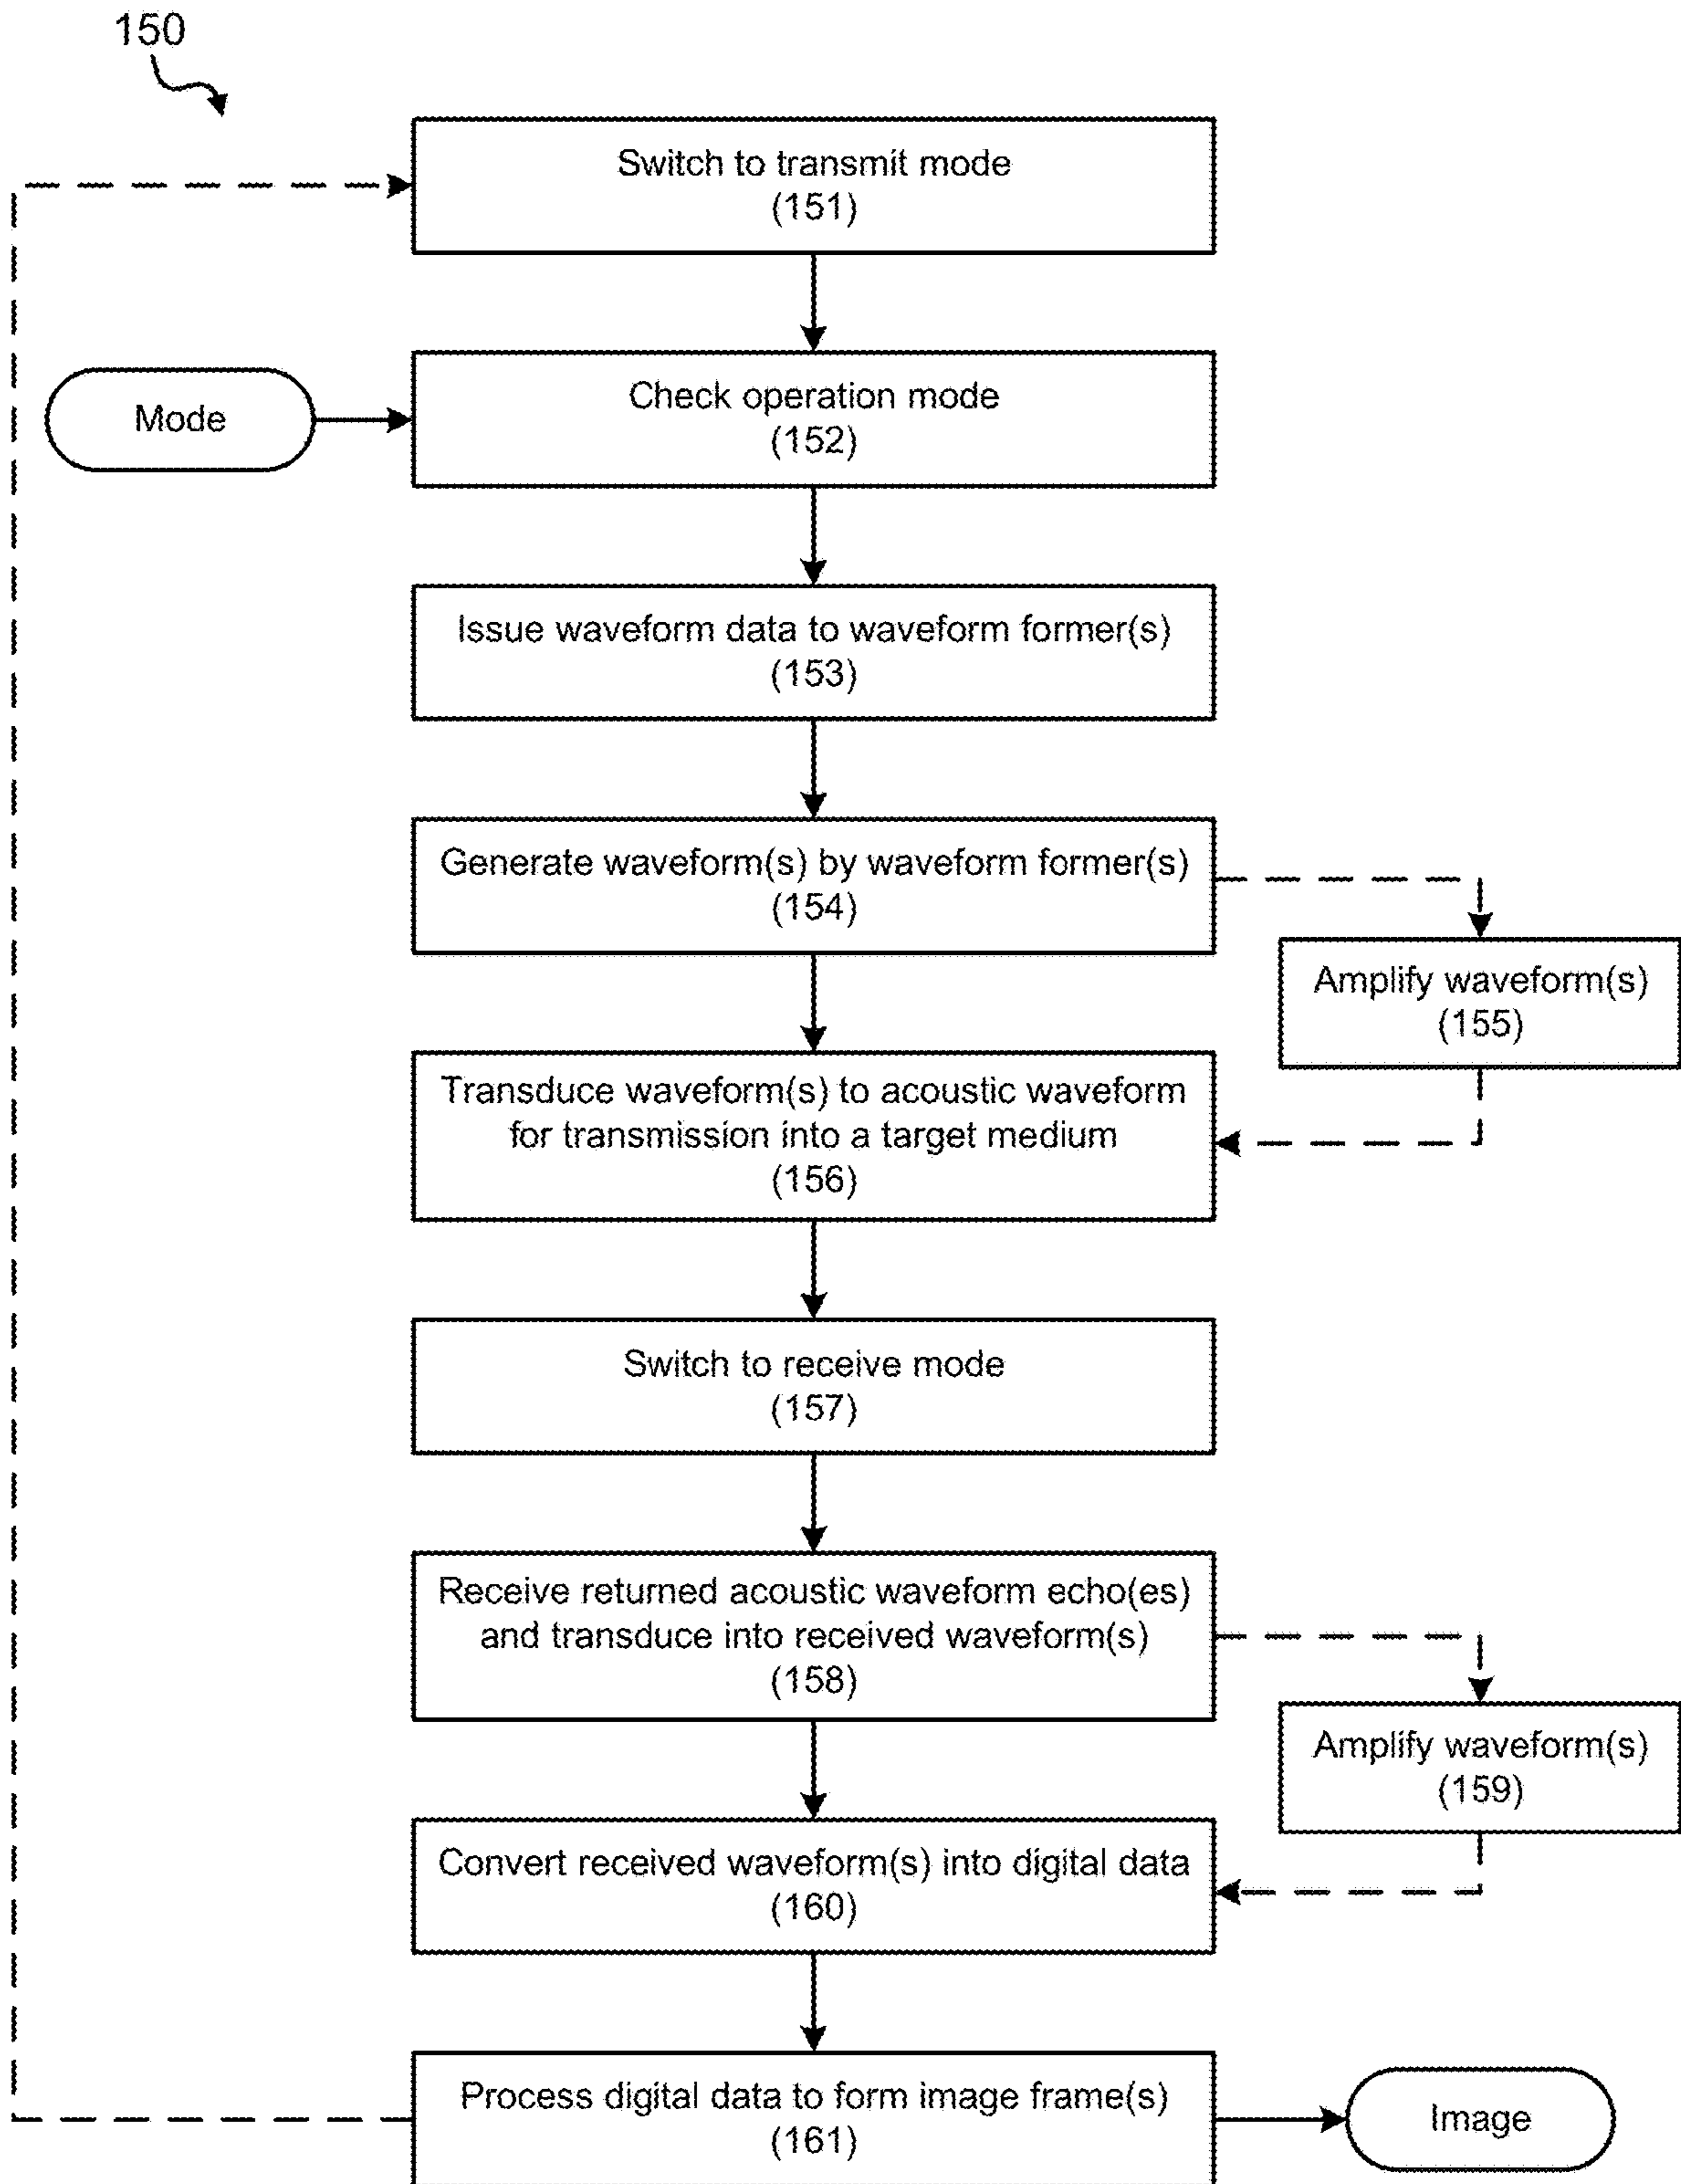 150
Switch to transmit mode
(151)
Mode
Check operation mode
(152)
Issue waveform data to waveform former(s)
(153)
Generate waveform(s) by waveform former(s)
(154)
Amplify waveform(s)
(155)
Transduce waveform(s) to acoustic waveform
for transmission into a target medium
(156)
Switch to receive mode
(157)
Receive returned acoustic waveform echo(es)
and transduce into received waveform(s)
(158)
Amplify waveform(s)
(159)
Convert received waveform(s) into digital data
(160)
Process digital data to form image frame(s)
(161)
Image